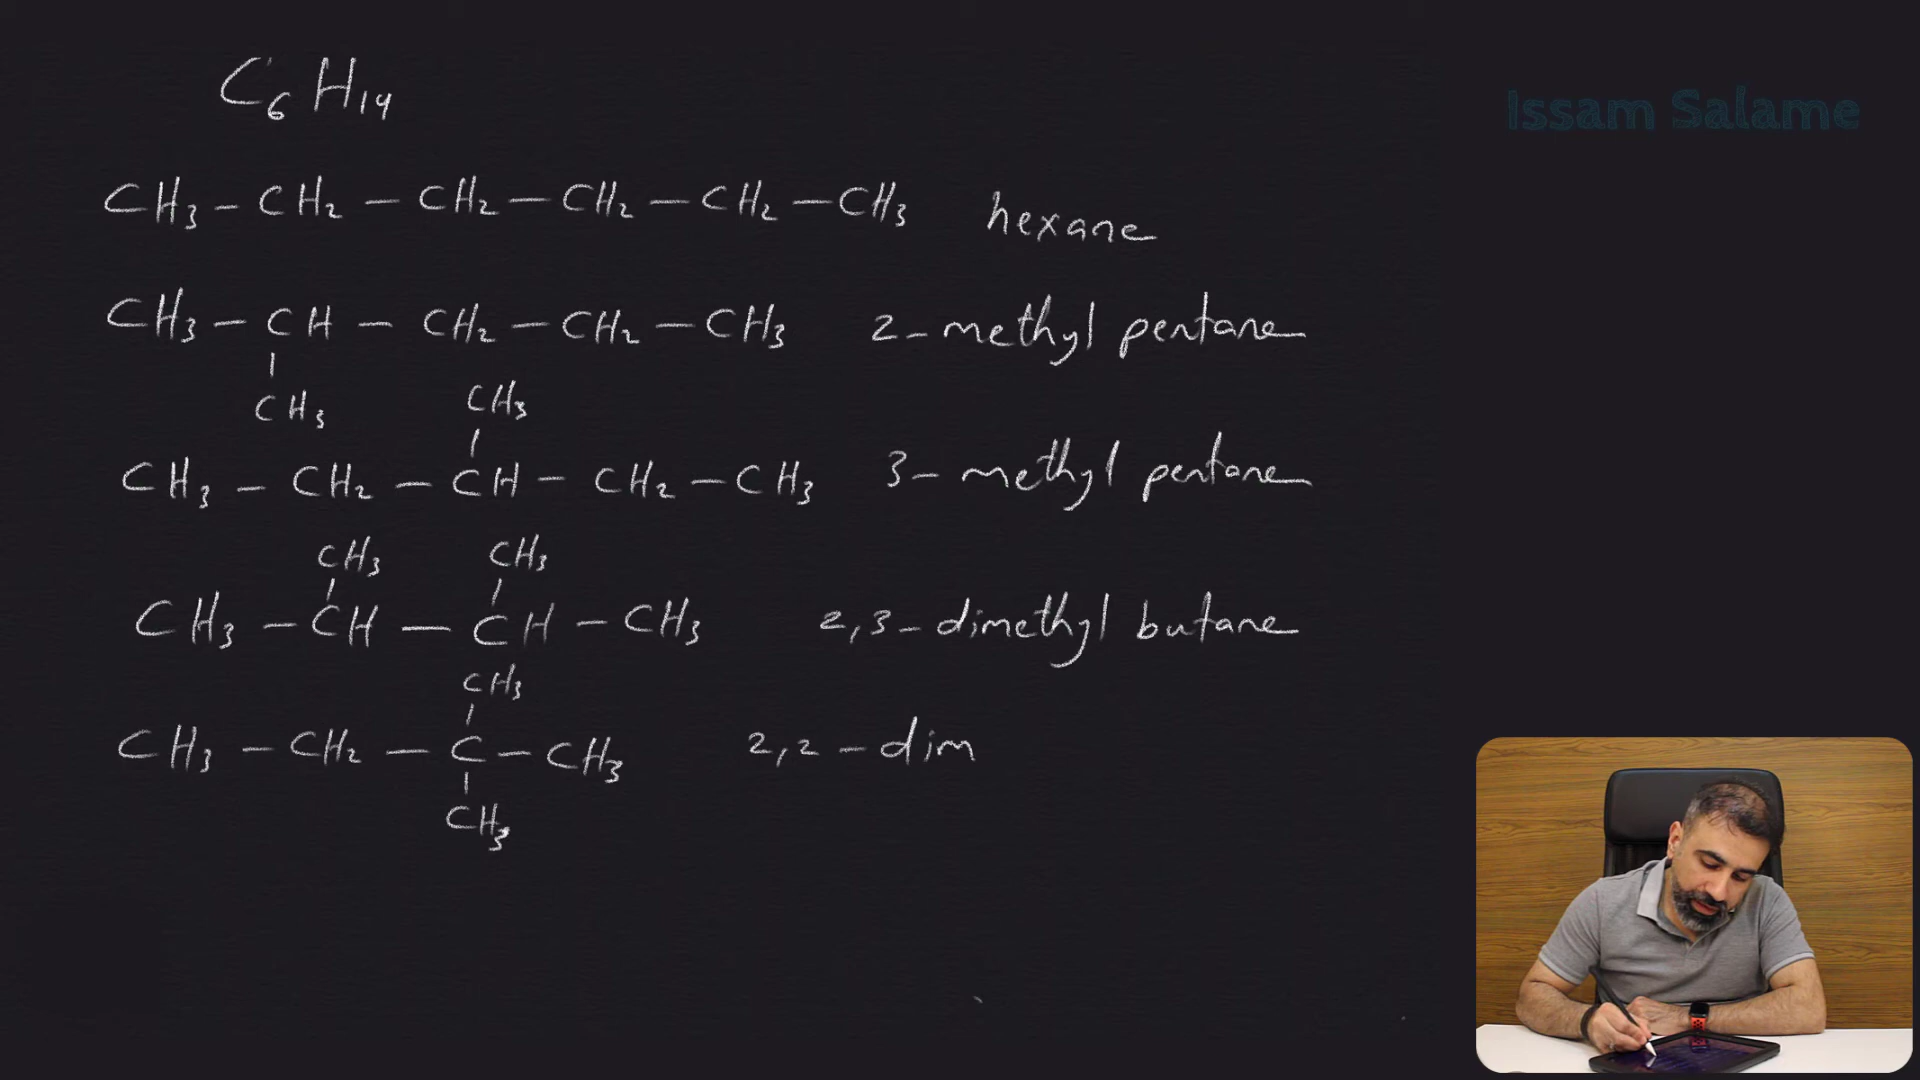 C6H14
Issam Salame
CH3 – CH2 – CH2 – CH2 – CH2 – CH3 hexane
CH3 – CH – CH2 – CH2 – CH3 2-methyl pentane
CH3
CH3
CH3 – CH2 – CH – CH2 – CH3 3-methyl pentane
CH3 CH3
CH3 – CH – CH – CH3 2,3-dimethyl butane
CH3
CH3 – CH2 – C – CH3 2,2-dim
CH3